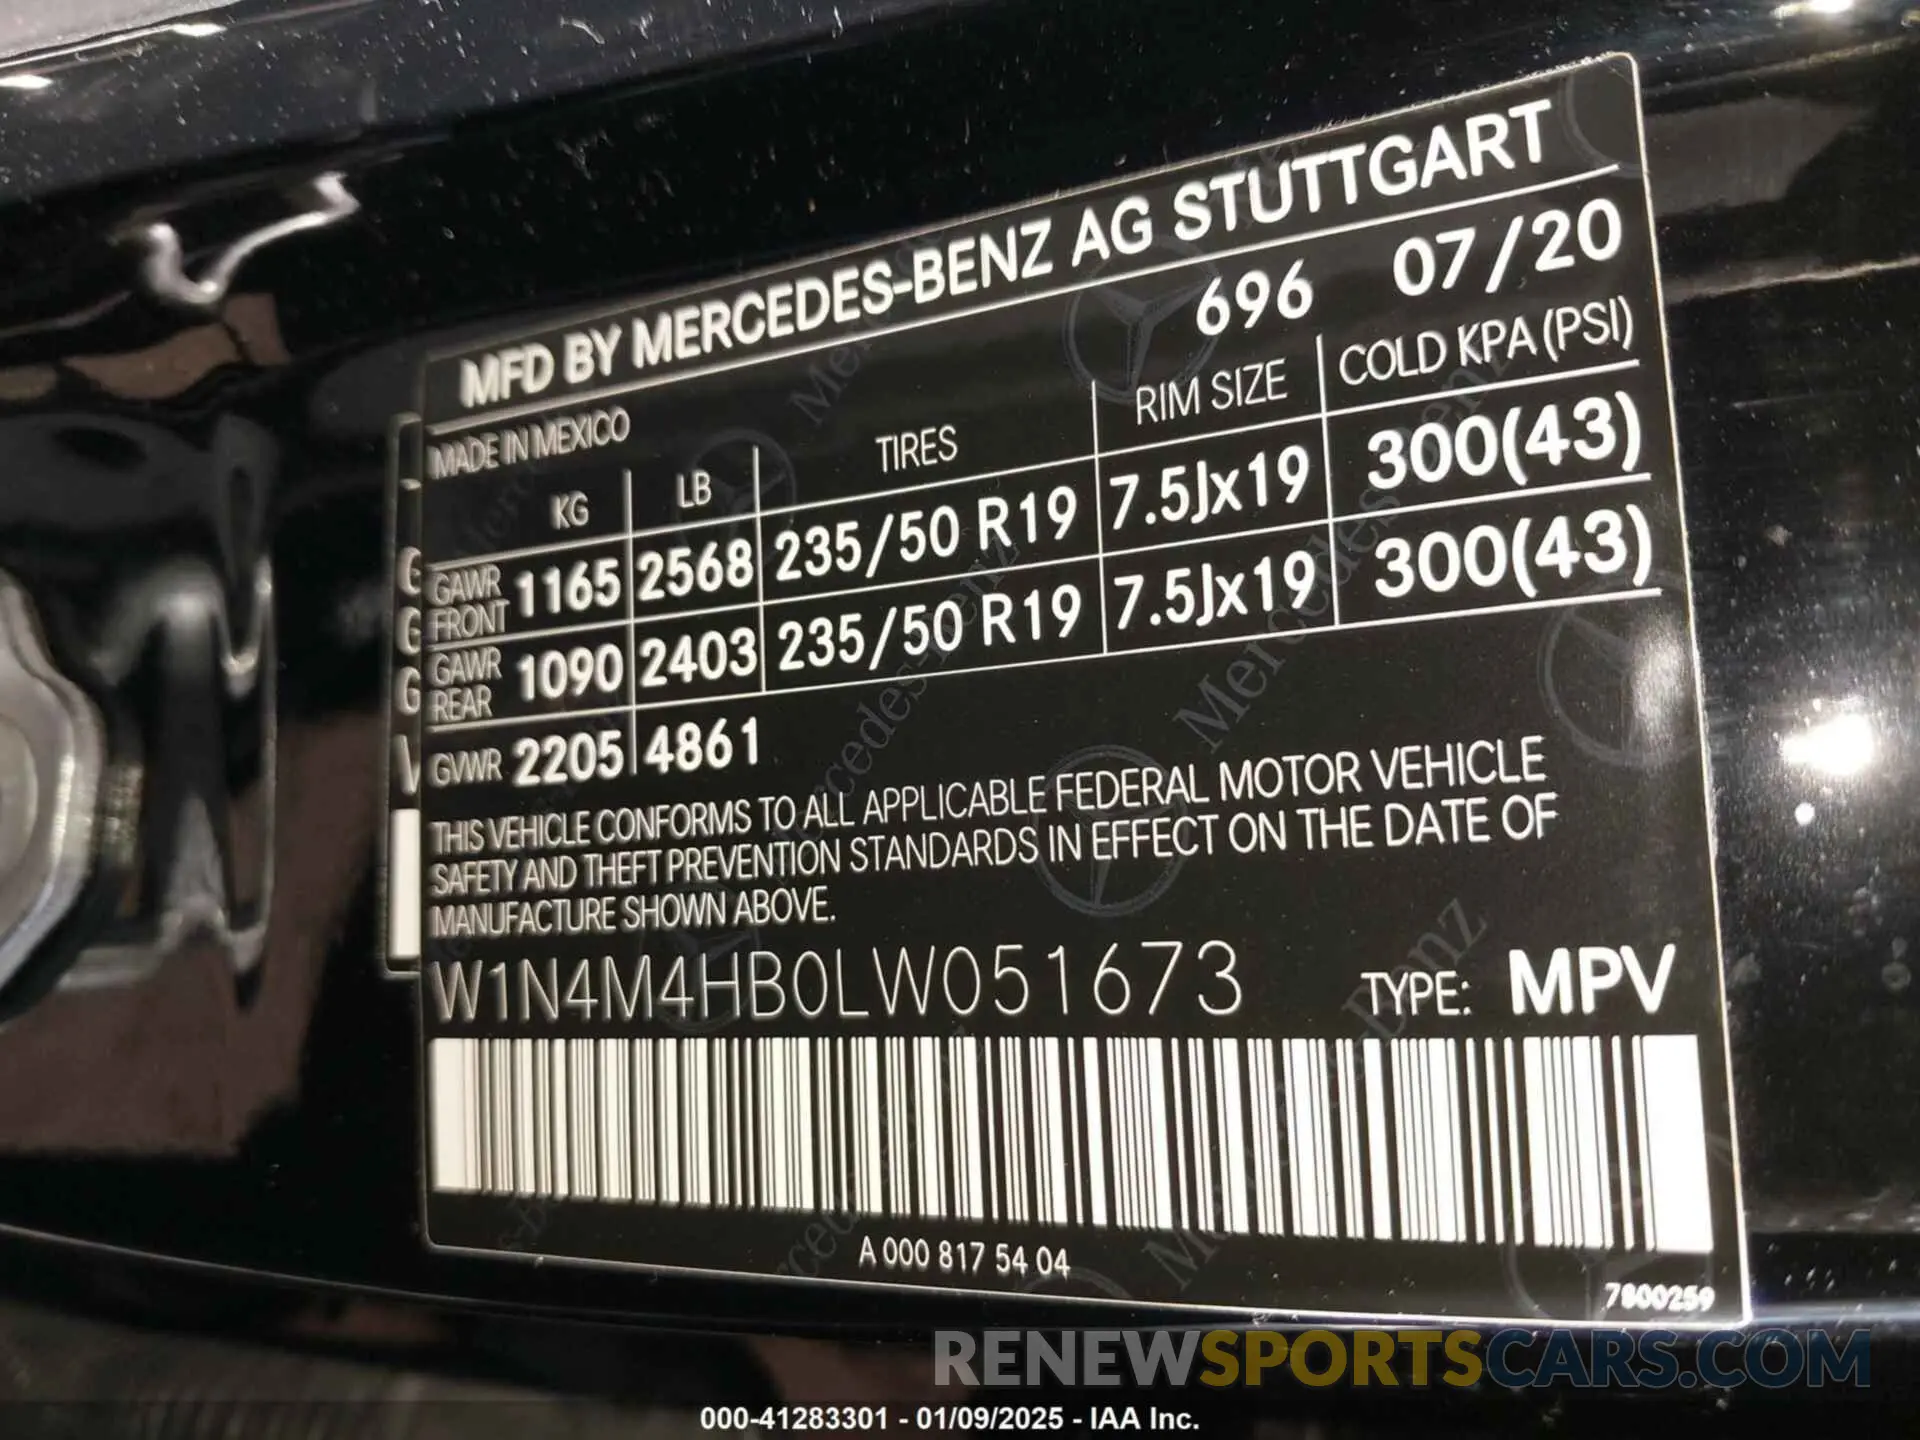 MFD BY MERCEDES-BENZ AG STUTTGART
MADE IN MEXICO 696 07/20
KG LB TIRES RIM SIZE COLD KPA (PSI)
GAWR FRONT 1165 2568 235/50 R19 7.5Jx19 300(43)
GAWR REAR 1090 2403 235/50 R19 7.5Jx19 300(43)
GVWR 2205 4861
THIS VEHICLE CONFORMS TO ALL APPLICABLE FEDERAL MOTOR VEHICLE
SAFETY AND THEFT PREVENTION STANDARDS IN EFFECT ON THE DATE OF
MANUFACTURE SHOWN ABOVE.
W1N4M4HB0LW051673 TYPE: MPV
A 000 817 54 04
7800259
RENEWSPORTSCARS.COM
000-41283301 - 01/09/2025 - IAA Inc.